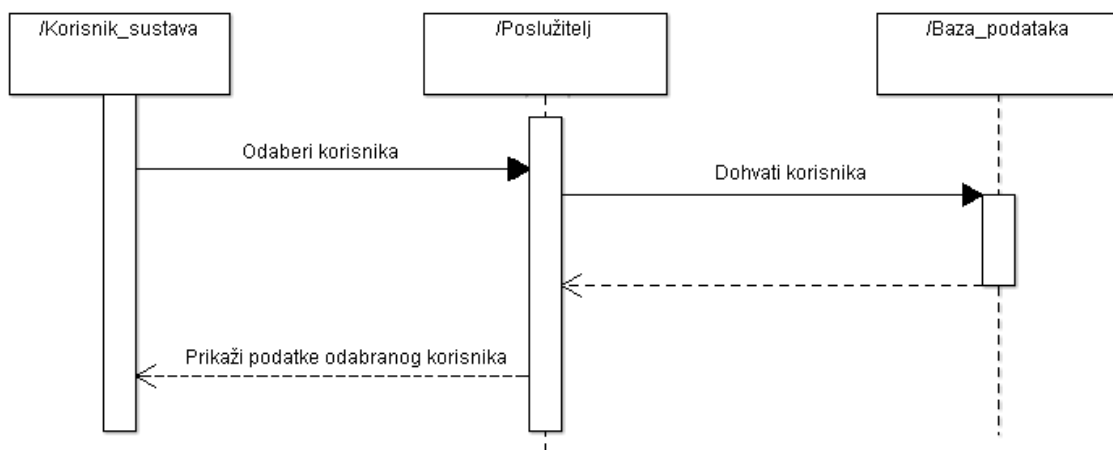 /Korisnik_sustava
/Poslužitelj
/Baza_podataka
Odaberi korisnika
Dohvati korisnika
Prikaži podatke odabranog korisnika